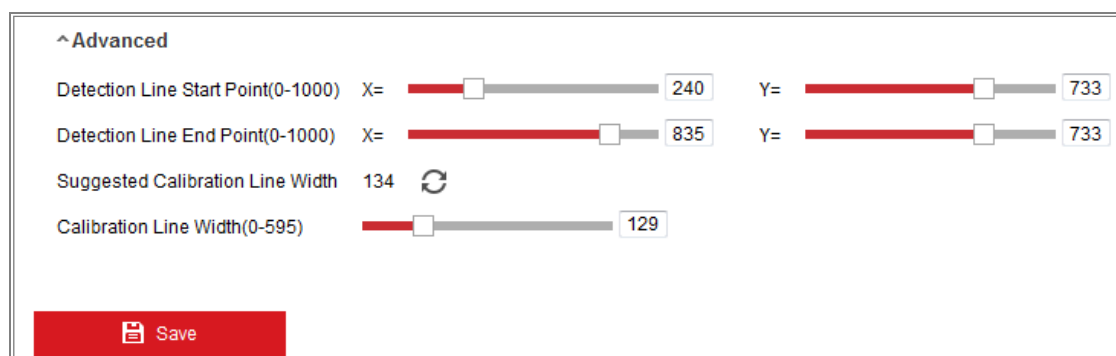 Advanced
Detection Line Start Point(0-1000) X= 240 Y= 733
Detection Line End Point(0-1000) X= 835 Y= 733
Suggested Calibration Line Width 134
Calibration Line Width(0-595) 129
Save